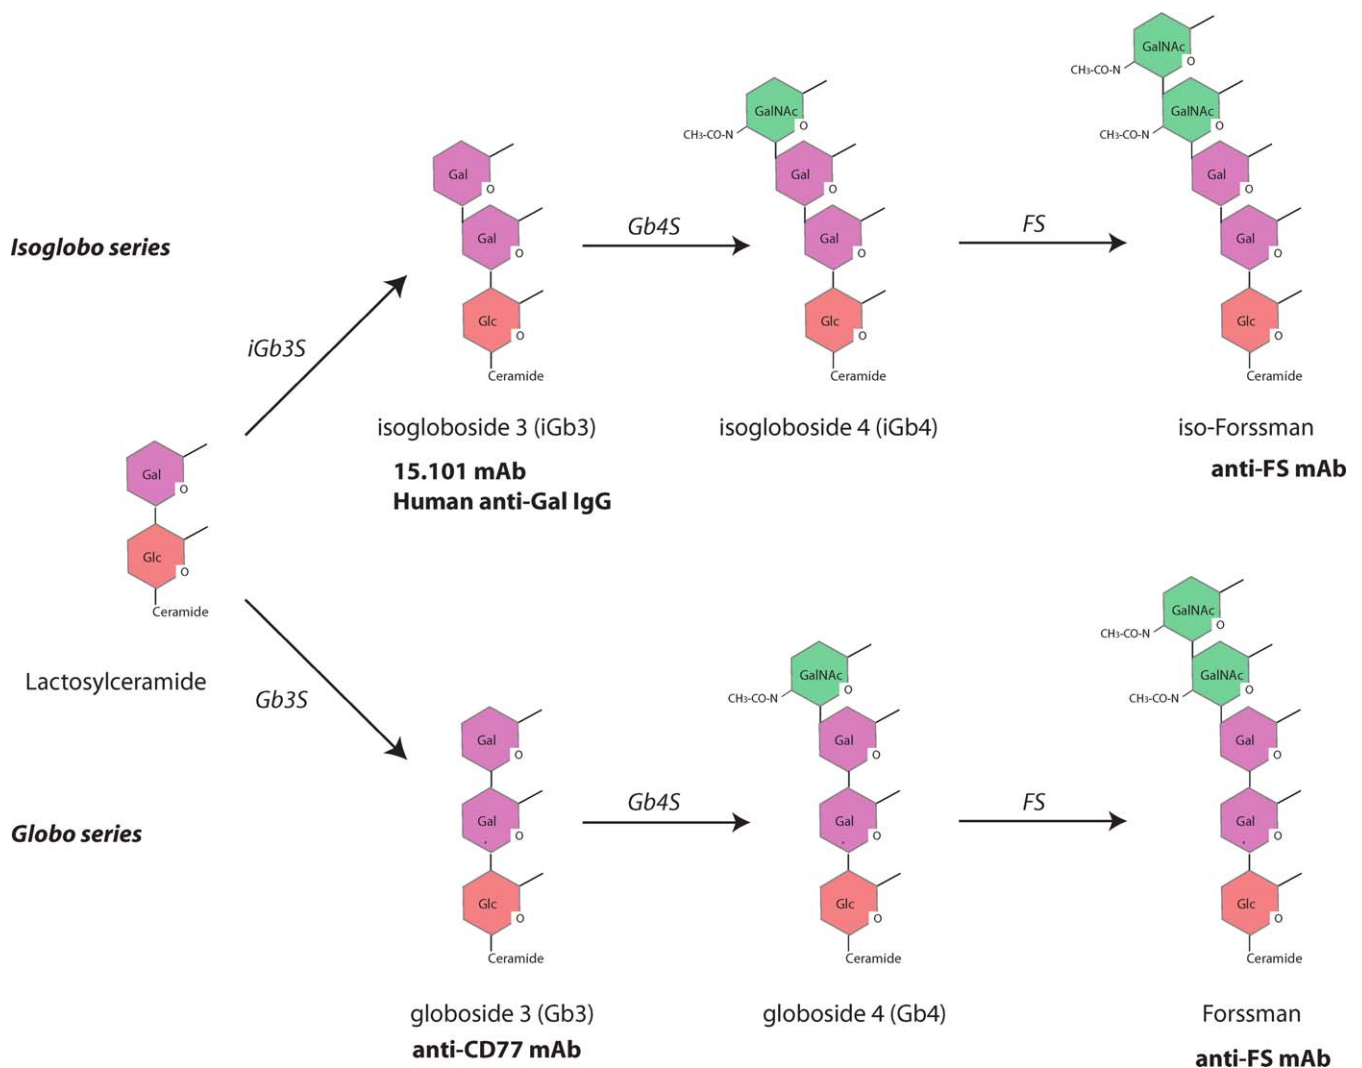 Isoglobo series
Gal
O
Gal
O
Glc
O
Ceramide
isogloboside 3 (iGb3)
15.101 mAb
Human anti-Gal IgG
Gb4S
GalNAc
O
CH3-CO-N
Gal
O
Gal
O
Glc
O
Ceramide
isogloboside 4 (iGb4)
FS
GalNAc
O
CH3-CO-N
GalNAc
O
CH3-CO-N
Gal
O
Gal
O
Glc
O
Ceramide
iso-Forssman
anti-FS mAb
iGb3S
Gal
O
Glc
O
Ceramide
Lactosylceramide
Gb3S
Globo series
Gal
O
Gal
O
Glc
O
Ceramide
globoside 3 (Gb3)
anti-CD77 mAb
Gb4S
GalNAc
O
CH3-CO-N
Gal
O
Gal
O
Glc
O
Ceramide
globoside 4 (Gb4)
FS
GalNAc
O
CH3-CO-N
GalNAc
O
CH3-CO-N
Gal
O
Gal
O
Glc
O
Ceramide
Forssman
anti-FS mAb